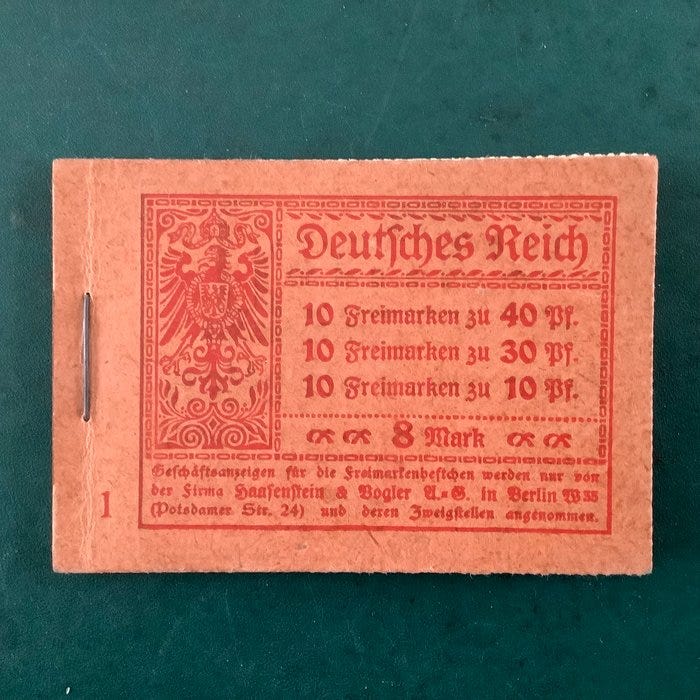 Deutsches Reich
10 Freimarken zu 40 Pf.
10 Freimarken zu 30 Pf.
10 Freimarken zu 10 Pf.
8 Mark
Geschäftsanzeigen für die Freimarkenheftchen werden nur von
der Firma Haasenstein & Vogler A.=G. in Berlin W 35
(Potsdamer Str. 24) und deren Zweigstellen angenommen.
1